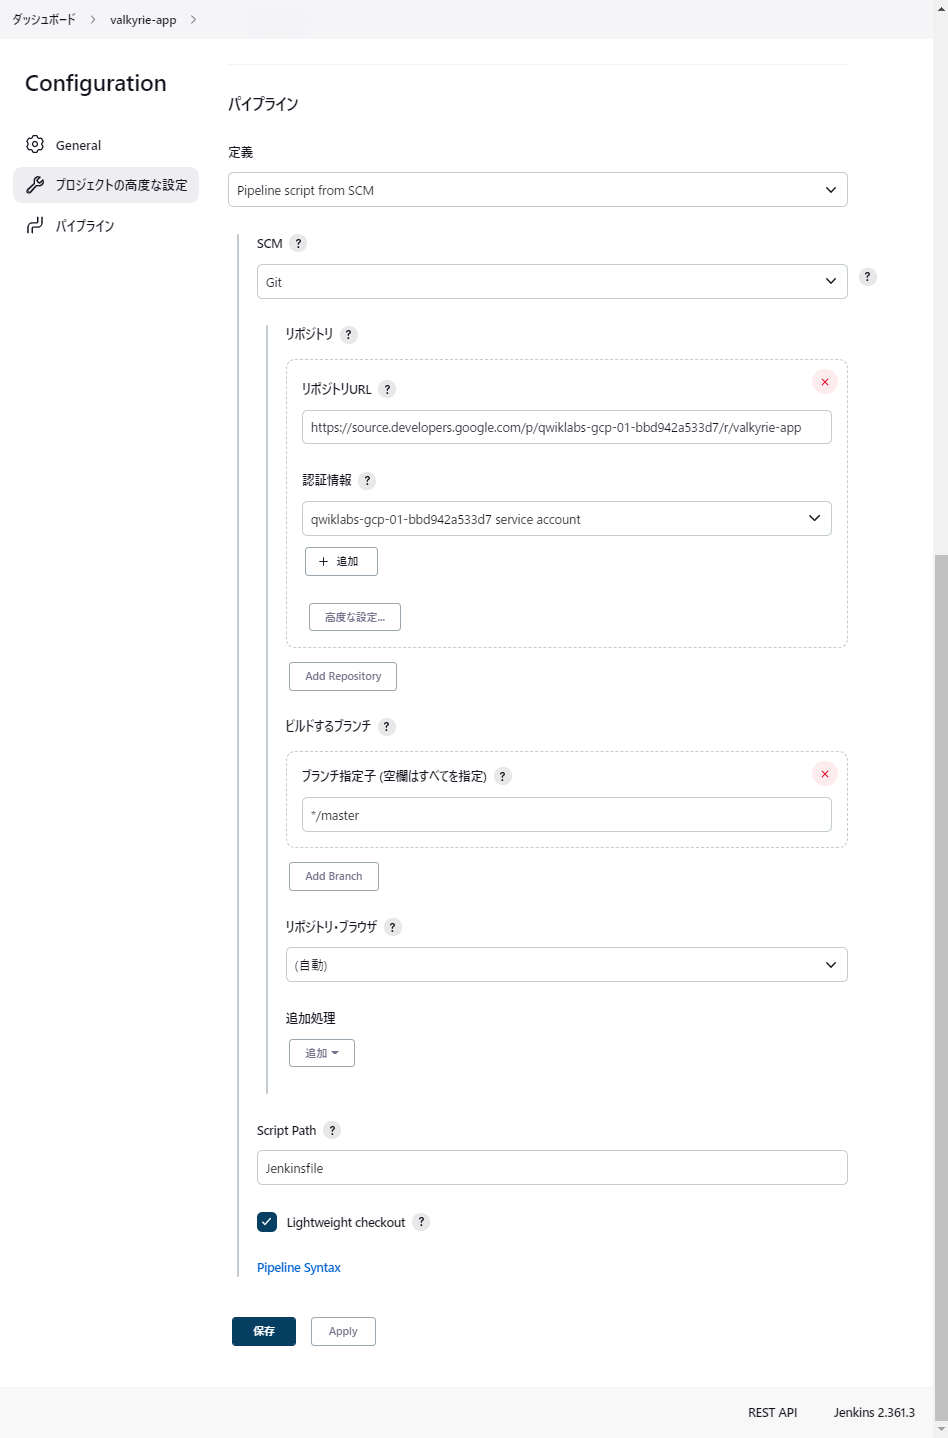 ダッシュボード
valkyrie-app
Configuration
General
プロジェクトの高度な設定
パイプライン
パイプライン
定義
Pipeline script from SCM
SCM ?
Git
?
リポジトリ ?
リポジトリURL ?
https://source.developers.google.com/p/qwiklabs-gcp-01-bbd942a533d7/r/valkyrie-app
認証情報 ?
qwiklabs-gcp-01-bbd942a533d7 service account
+ 追加
高度な設定...
Add Repository
ビルドするブランチ ?
ブランチ指定子 (空欄はすべてを指定) ?
*/master
Add Branch
リポジトリ・ブラウザ ?
(自動)
追加処理
追加
Script Path ?
Jenkinsfile
Lightweight checkout ?
Pipeline Syntax
保存
Apply
REST API
Jenkins 2.361.3